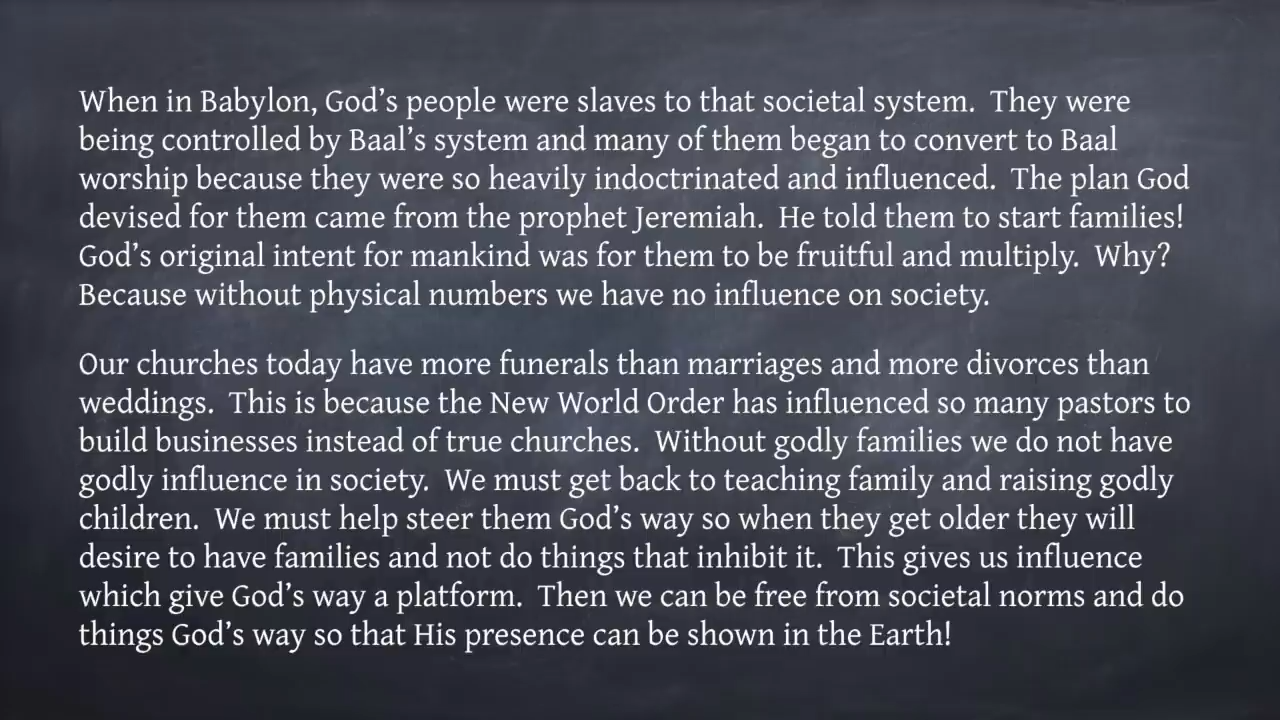 When in Babylon, God’s people were slaves to that societal system.  They were
being controlled by Baal’s system and many of them began to convert to Baal
worship because they were so heavily indoctrinated and influenced.  The plan God
devised for them came from the prophet Jeremiah.  He told them to start families!
God’s original intent for mankind was for them to be fruitful and multiply.  Why?
Because without physical numbers we have no influence on society.
Our churches today have more funerals than marriages and more divorces than
weddings.  This is because the New World Order has influenced so many pastors to
build businesses instead of true churches.  Without godly families we do not have
godly influence in society.  We must get back to teaching family and raising godly
children.  We must help steer them God’s way so when they get older they will
desire to have families and not do things that inhibit it.  This gives us influence
which give God’s way a platform.  Then we can be free from societal norms and do
things God’s way so that His presence can be shown in the Earth!